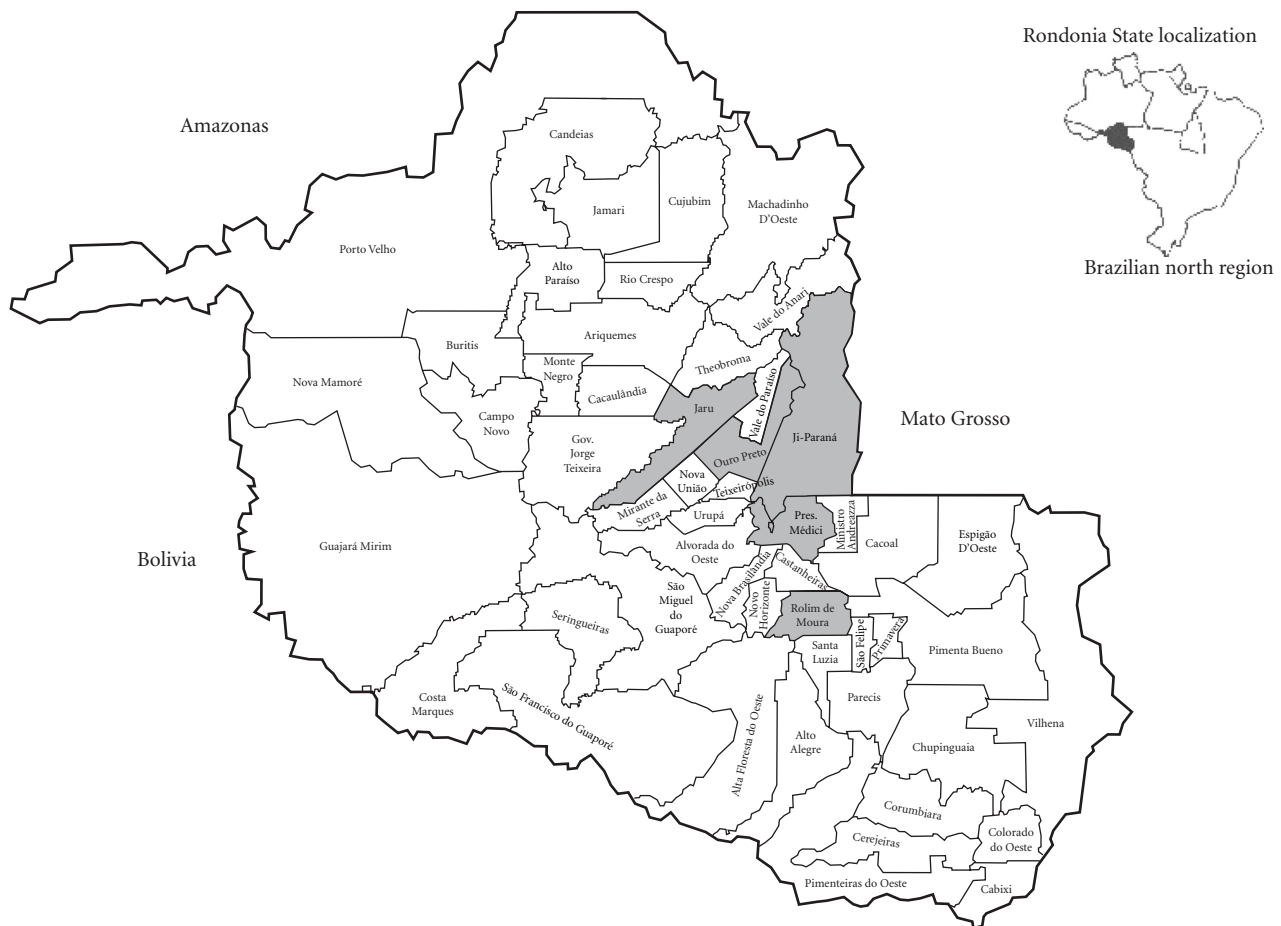 Rondonia State localization
Amazonas
Candeias
Jamari
Cujubim
Machadinho
D'Oeste
Porto Velho
Brazilian north region
Alto
Paraíso
Rio Crespo
Vale do Anari
Buritis
Ariquemes
Theobroma
Nova Mamoré
Monte
Negro
Cacaulândia
Vale do Paraíso
Jaru
Campo
Novo
Mato Grosso
Ji-Paraná
Gov.
Jorge
Teixeira
Ouro Preto
Nova
União
Teixeirópolis
Mirante da
Serra
Urupá
Pres.
Médici
Ministro
Andreazza
Cacoal
Espigão
D'Oeste
Bolivia
Guajará Mirim
Alvorada do
Oeste
Nova Brasilândia
Castanheiras
São
Miguel
do
Guaporé
Novo
Horizonte
Rolim de
Moura
Seringueiras
Santa
Luzia
São Felipe
Primavera
Pimenta Bueno
Costa
Marques
São Francisco do Guaporé
Parecis
Vilhena
Alta Floresta do Oeste
Alto
Alegre
Chupinguaia
Corumbiara
Cerejeiras
Colorado
do Oeste
Pimenteiras do Oeste
Cabixi